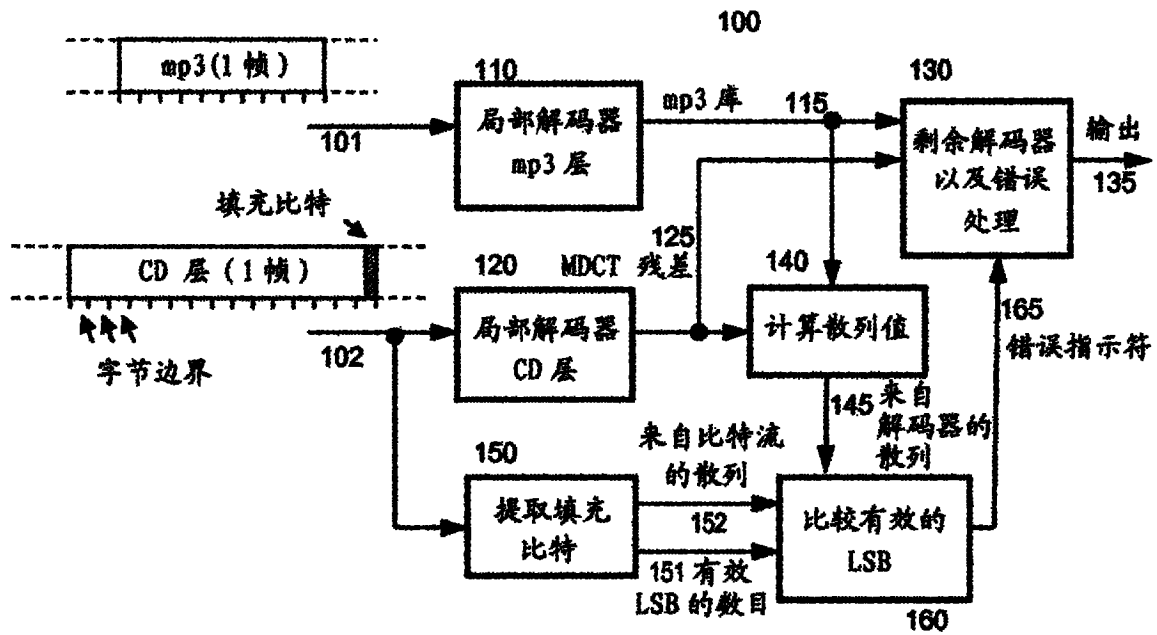 100
mp3(1 帧)
110
局部解码器
mp3 层
mp3 库
115
130
剩余解码器
以及错误
处理
输出
135
101
填充比特
CD 层 (1 帧)
字节边界
102
120
局部解码器
CD 层
125
MDCT 残差
140
计算散列值
145
来自
解码器的
散列
165
错误指示符
150
提取填充
比特
来自比特流
的散列
152
151 有效
LSB 的数目
比较有效的
LSB
160